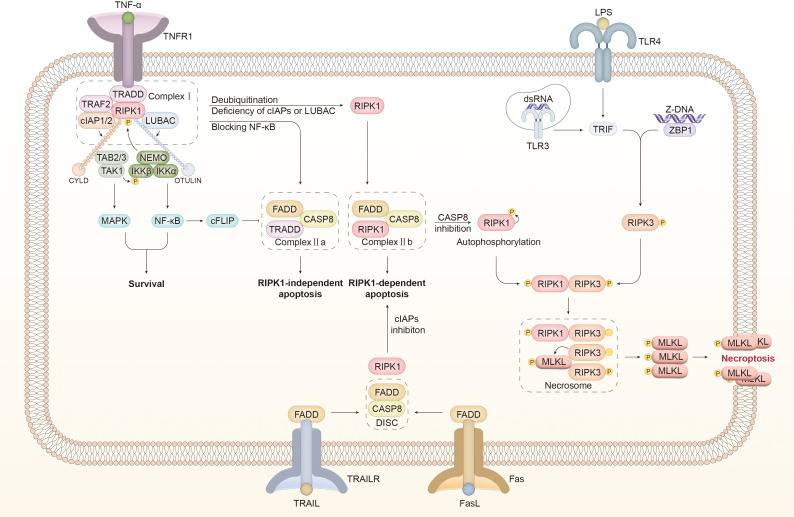 TNF-α
TNFR1
LPS
TLR4
TRADD
Complex Ⅰ
TRAF2
RIPK1
cIAP1/2
P
LUBAC
TAB2/3
TAK1
P
NEMO
IKKβ
IKKα
CYLD
OTULIN
MAPK
NF-κB
cFLIP
Survival
Deubiquitination
Deficiency of cIAPs or LUBAC
Blocking NF-κB
RIPK1
FADD
CASP8
TRADD
Complex Ⅱ a
FADD
CASP8
RIPK1
Complex Ⅱ b
RIPK1-independent
apoptosis
RIPK1-dependent
apoptosis
CASP8
inhibition
P
RIPK1
Autophosphorylation
dsRNA
TLR3
TRIF
Z-DNA
ZBP1
RIPK3
P
P
RIPK1
RIPK3
P
P
RIPK1
RIPK3
RIPK3
P
MLKL
RIPK3
P
Necrosome
P
MLKL
P
MLKL
P
MLKL
P
MLKL
KL
Necroptosis
P
MLKL
MLKL
cIAPs
inhibiton
RIPK1
FADD
CASP8
DISC
FADD
TRAILR
TRAIL
FADD
Fas
FasL